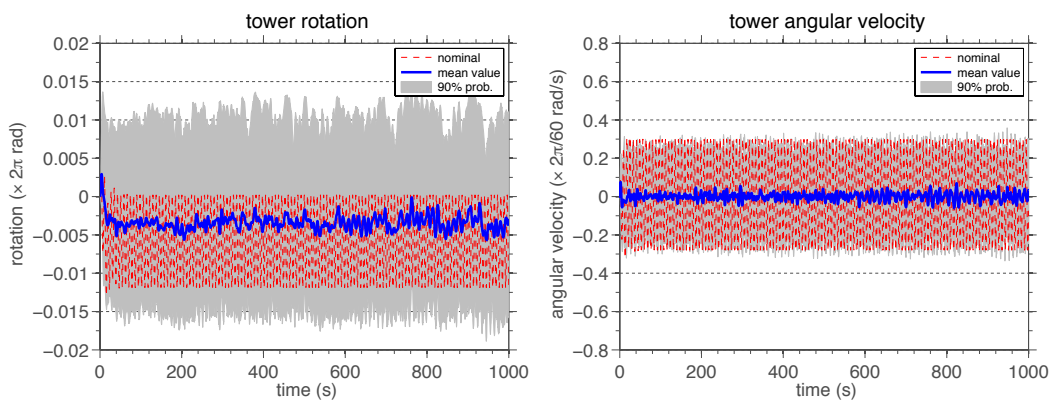 tower rotation
rotation (× 2π rad)
0.02
0.015
0.01
0.005
0
−0.005
−0.01
−0.015
−0.02
0 200 400 600 800 1000
time (s)
nominal
mean value
90% prob.
tower angular velocity
angular velocity (× 2π/60 rad/s)
0.8
0.6
0.4
0.2
0
−0.2
−0.4
−0.6
−0.8
0 200 400 600 800 1000
time (s)
nominal
mean value
90% prob.